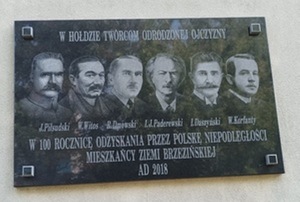 W HOŁDZIE TWÓRCOM ODRODZONEJ OJCZYZNY
J.Piłsudski W.Witos R.Dmowski I.J.Paderewski I.Daszyński W.Korfanty
W 100 ROCZNICĘ ODZYSKANIA PRZEZ POLSKĘ NIEPODLEGŁOŚCI
MIESZKAŃCY ZIEMI BRZEZIŃSKIEJ
AD 2018